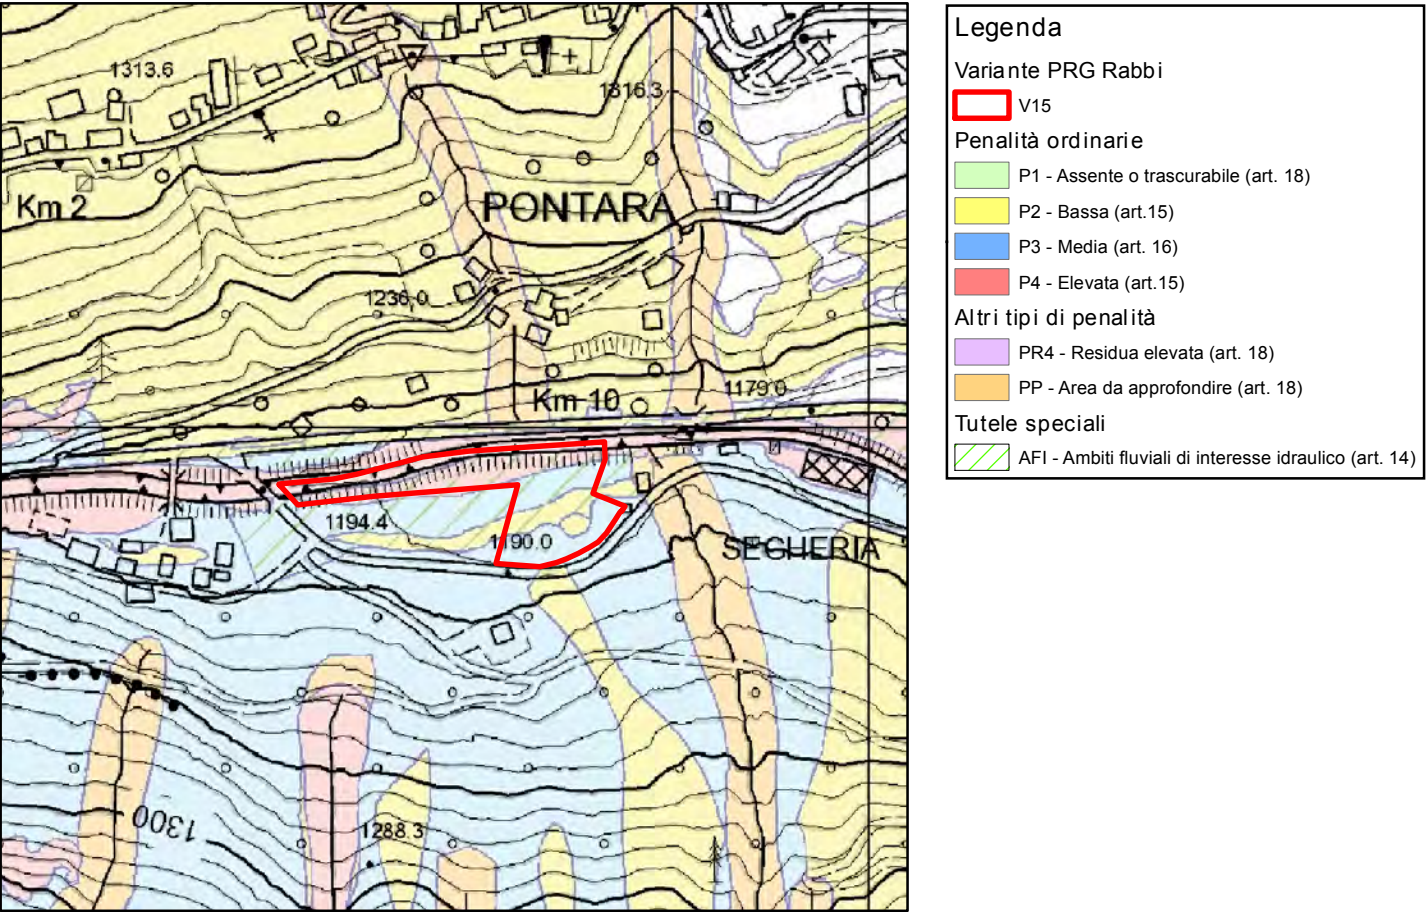 1313.6
1316.3
Km 2
PONTARA
1236,0
1179.0
Km 10
1194.4
1190.0
SEGHERIA
1300
1288.3
Legenda
Variante PRG Rabbi
V15
Penalità ordinarie
P1 - Assente o trascurabile (art. 18)
P2 - Bassa (art.15)
P3 - Media (art. 16)
P4 - Elevata (art.15)
Altri tipi di penalità
PR4 - Residua elevata (art. 18)
PP - Area da approfondire (art. 18)
Tutele speciali
AFI - Ambiti fluviali di interesse idraulico (art. 14)